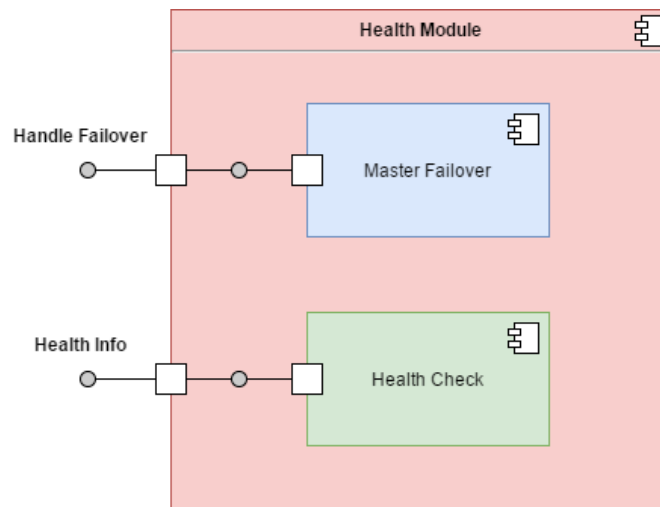 Health Module
Handle Failover
Master Failover
Health Info
Health Check